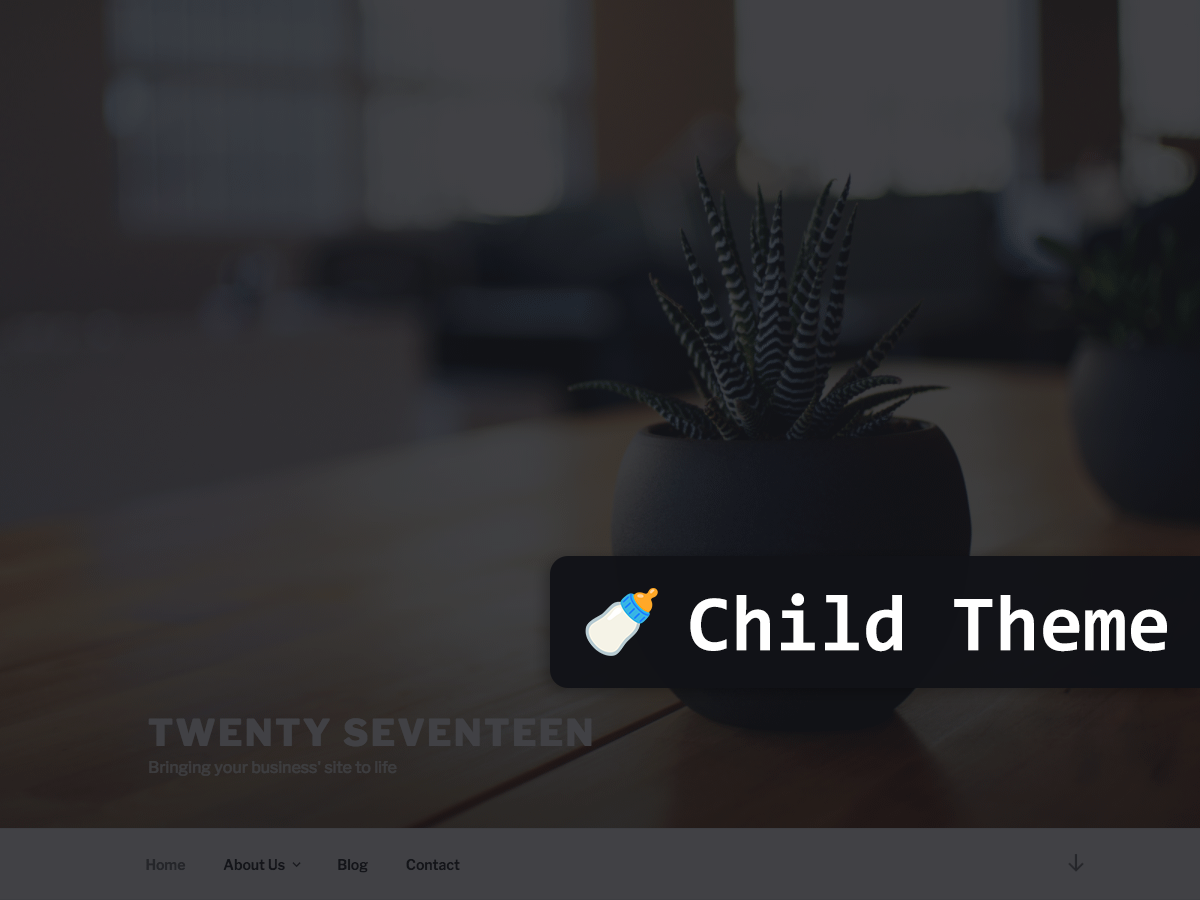 Child Theme
TWENTY SEVENTEEN
Bringing your business' site to life
Home About Us Blog Contact